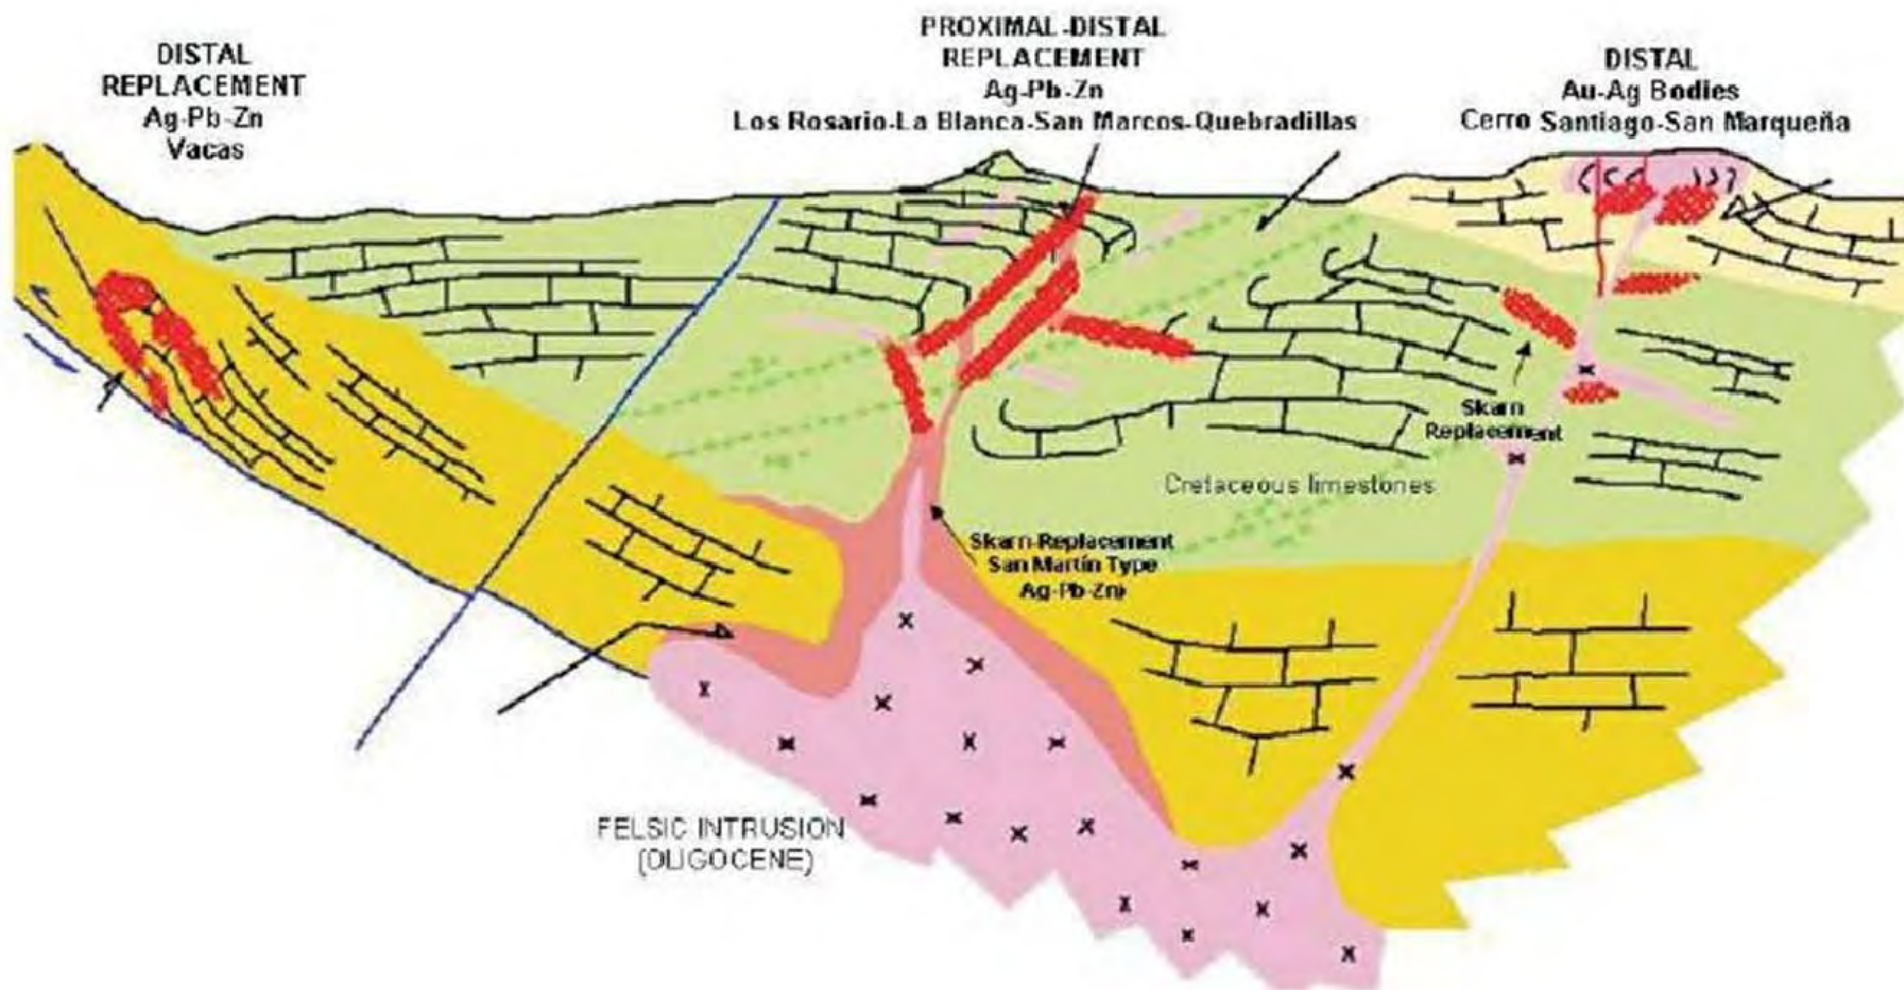 DISTAL
REPLACEMENT
Ag-Pb-Zn
Vacas
PROXIMAL-DISTAL
REPLACEMENT
Ag-Pb-Zn
Los Rosario-La Blanca-San Marcos-Quebradillas
DISTAL
Au-Ag Bodies
Cerro Santiago-San Marqueña
Skarn
Replacement
Cretaceous limestones
Skarn-Replacement
San Martín Type
Ag-Pb-Zn
FELSIC INTRUSION
(OLIGOCENE)